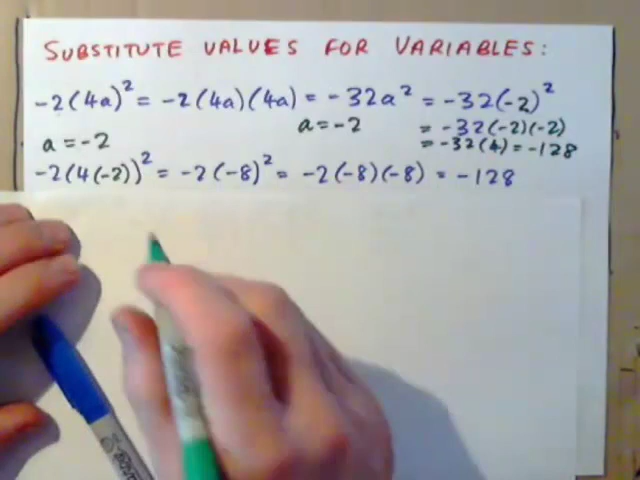 SUBSTITUTE VALUES FOR VARIABLES:
-2(4a)² = -2(4a)(4a) = -32a² = -32(-2)²
a = -2 a = -2 = -32(-2)(-2)
= -32(4) = -128
-2(4(-2))² = -2(-8)² = -2(-8)(-8) = -128